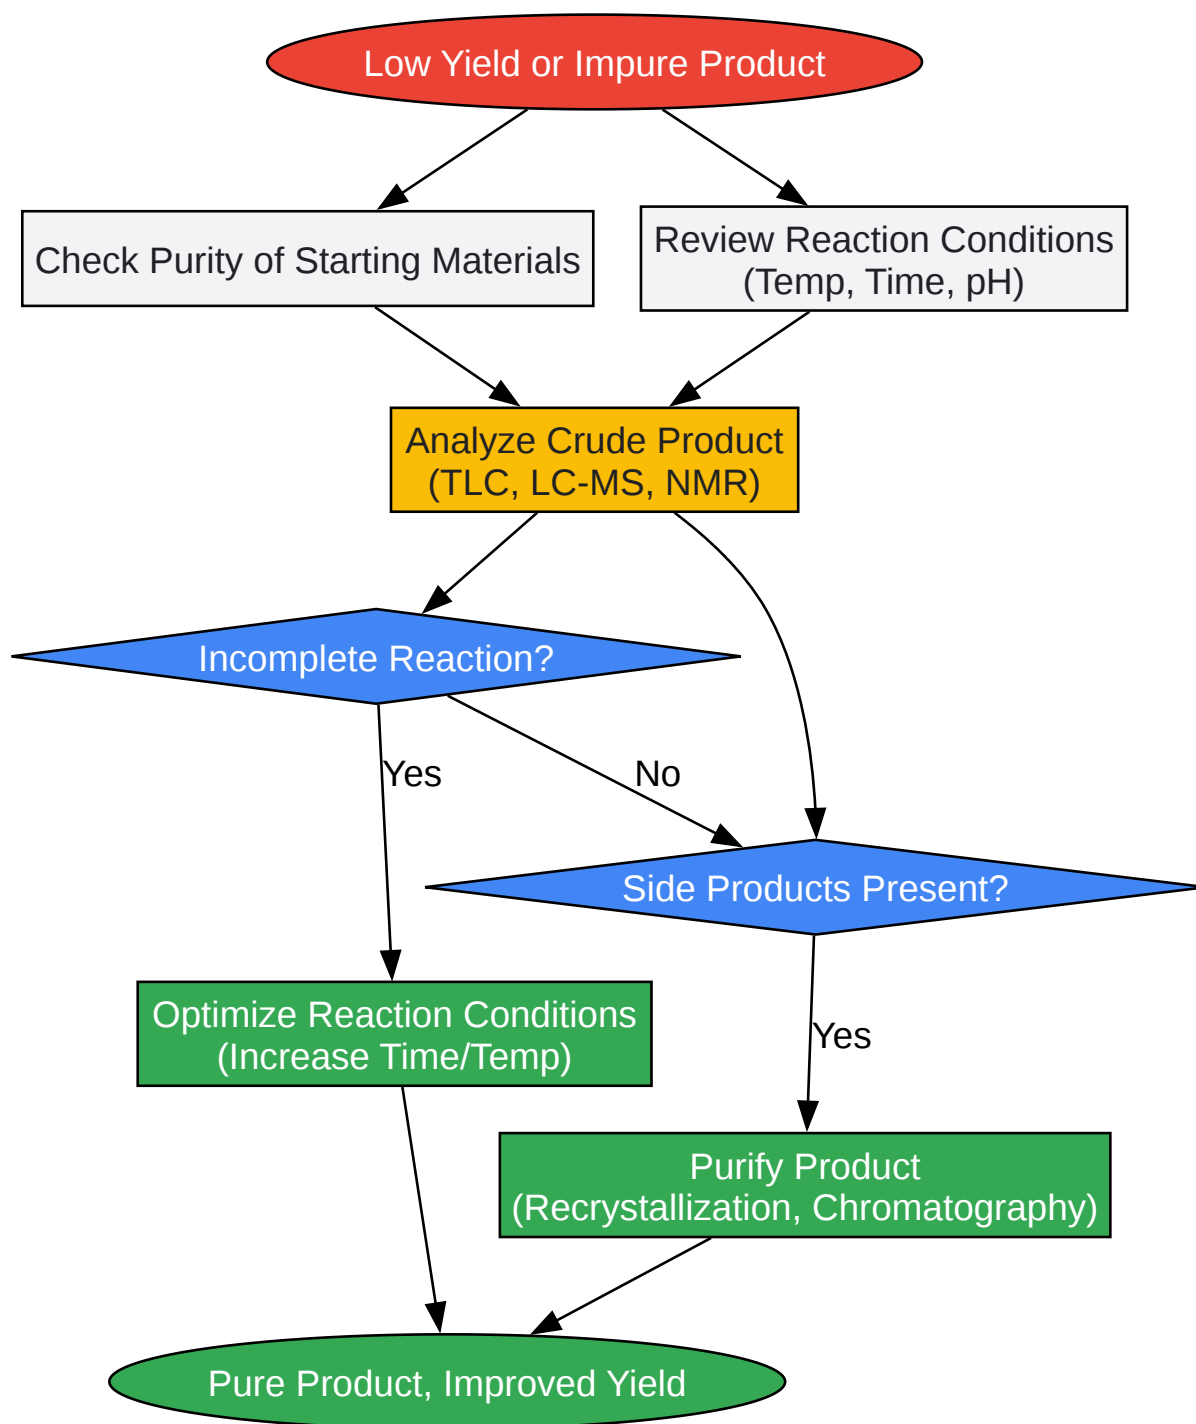 Low Yield or Impure Product
Check Purity of Starting Materials
Review Reaction Conditions
(Temp, Time, pH)
Analyze Crude Product
(TLC, LC-MS, NMR)
Incomplete Reaction?
Yes
No
Side Products Present?
Optimize Reaction Conditions
(Increase Time/Temp)
Yes
Purify Product
(Recrystallization, Chromatography)
Pure Product, Improved Yield